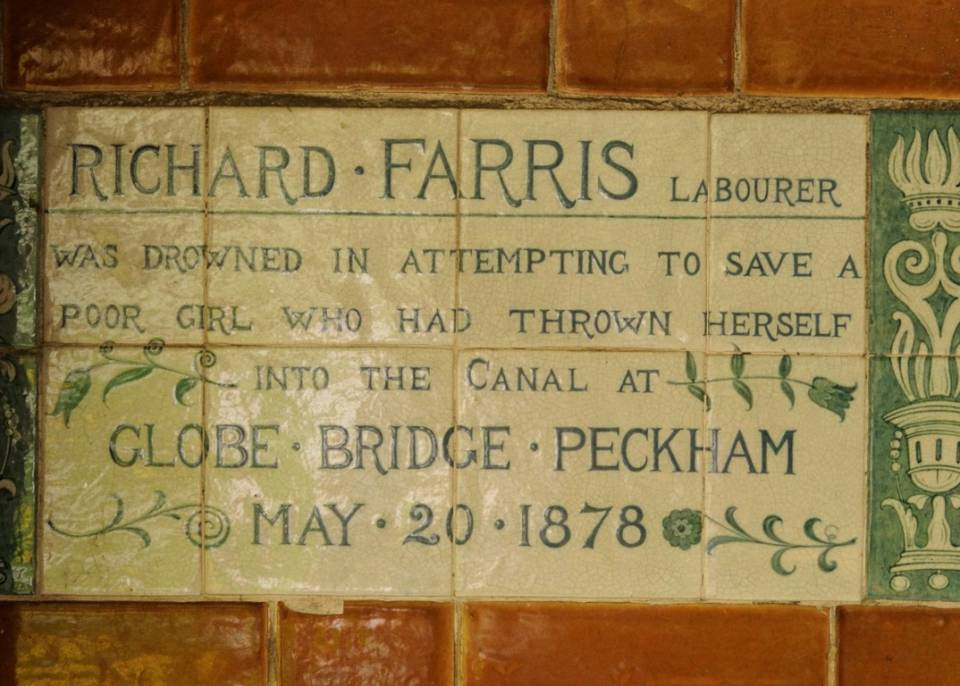 RICHARD · FARRIS LABOURER
WAS DROWNED IN ATTEMPTING TO SAVE A
POOR GIRL WHO HAD THROWN HERSELF
INTO THE CANAL AT
GLOBE · BRIDGE · PECKHAM
MAY · 20 · 1878